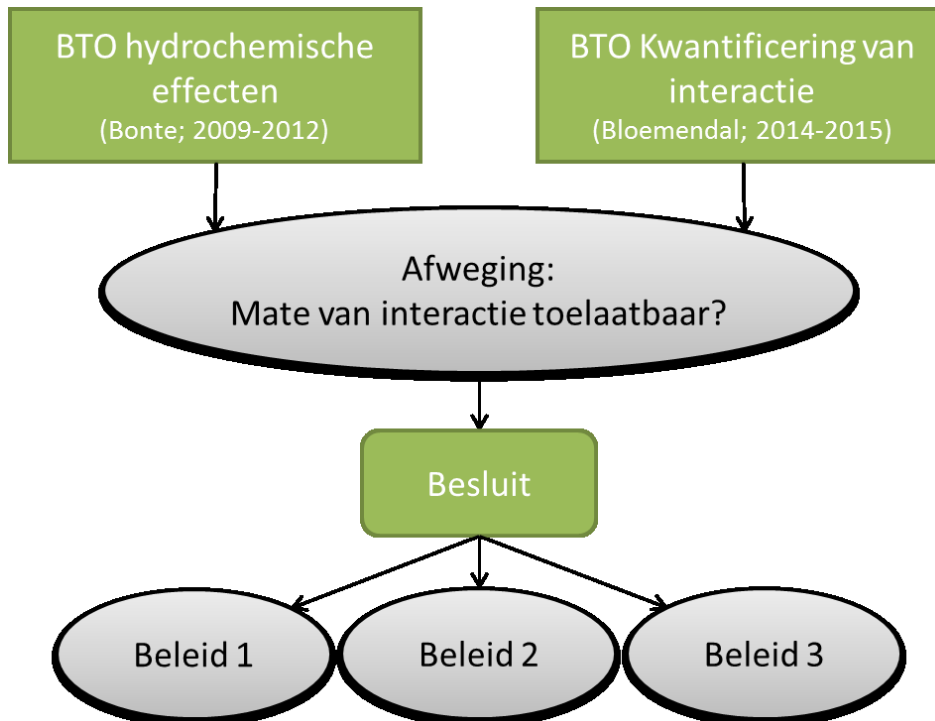 BTO hydrochemische
effecten
(Bonte; 2009-2012)
BTO Kwantificering van
interactie
(Bloemendal; 2014-2015)
Afweging:
Mate van interactie toelaatbaar?
Besluit
Beleid 1
Beleid 2
Beleid 3